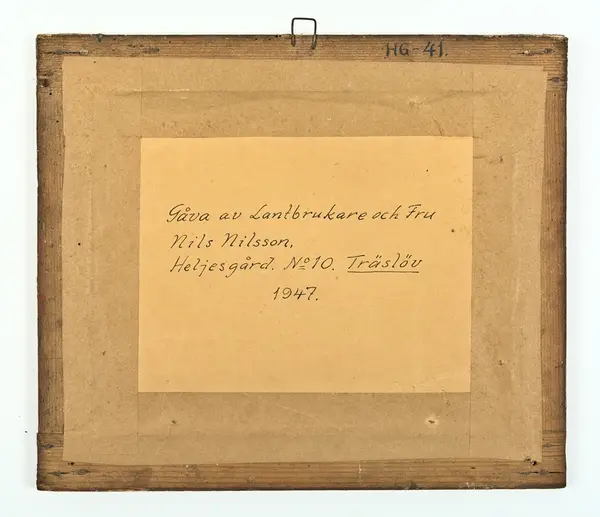 HG-41.
Gåva av Lantbrukare och Fru
Nils Nilsson,
Heljesgård. No 10. Träslöv
1947.